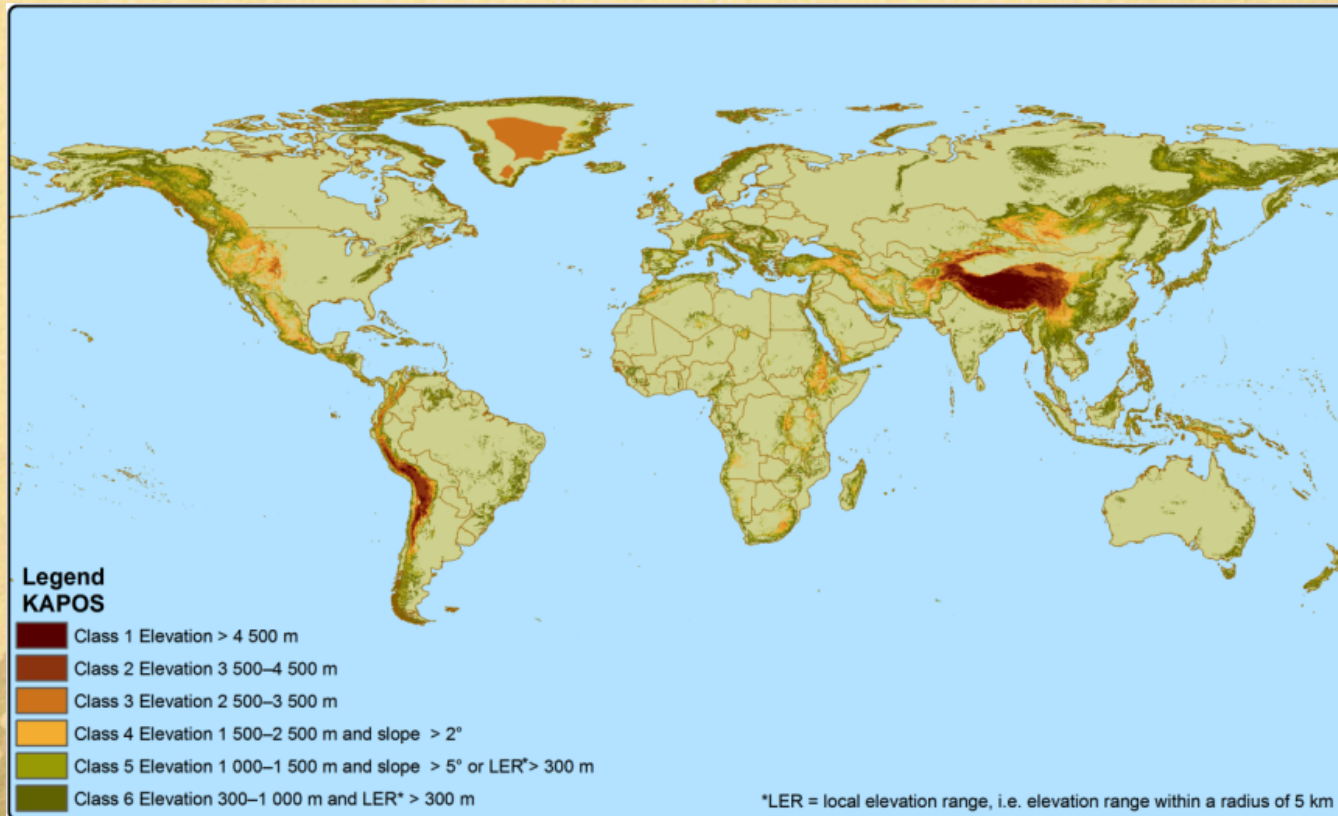 Legend
KAPOS
Class 1 Elevation > 4 500 m
Class 2 Elevation 3 500–4 500 m
Class 3 Elevation 2 500–3 500 m
Class 4 Elevation 1 500–2 500 m and slope > 2°
Class 5 Elevation 1 000–1 500 m and slope > 5° or LER*> 300 m
Class 6 Elevation 300–1 000 m and LER* > 300 m
*LER = local elevation range, i.e. elevation range within a radius of 5 km